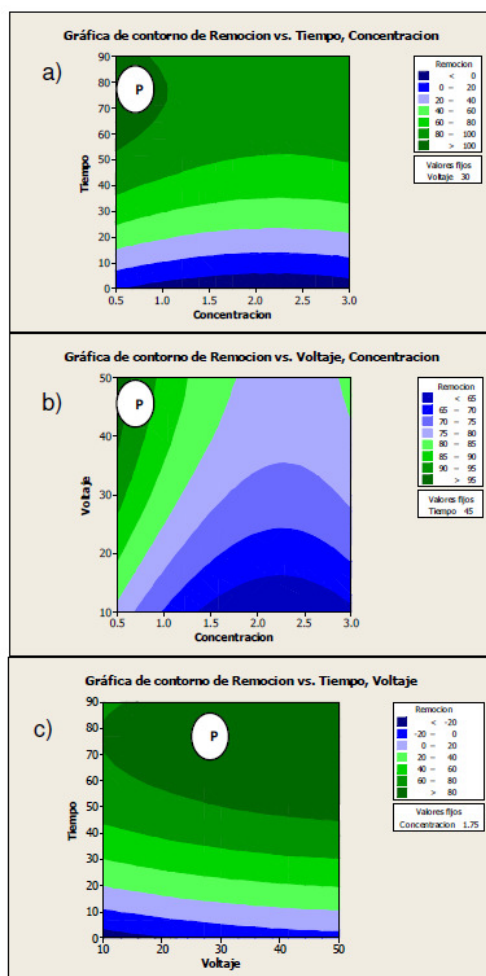 Gráfica de contorno de Remocion vs. Tiempo, Concentracion
a)
P
Tiempo
90
80
70
60
50
40
30
20
10
0
0.5 1.0 1.5 2.0 2.5 3.0
Concentracion
Remocion
< 0
0 – 20
20 – 40
40 – 60
60 – 80
80 – 100
> 100
Valores fijos
Voltaje 30
Gráfica de contorno de Remocion vs. Voltaje, Concentracion
b)
P
Voltaje
50
40
30
20
10
0.5 1.0 1.5 2.0 2.5 3.0
Concentracion
Remocion
< 65
65 – 70
70 – 75
75 – 80
80 – 85
85 – 90
90 – 95
> 95
Valores fijos
Tiempo 45
Gráfica de contorno de Remocion vs. Tiempo, Voltaje
c)
P
Tiempo
90
80
70
60
50
40
30
20
10
0
10 20 30 40 50
Voltaje
Remocion
< -20
-20 – 0
0 – 20
20 – 40
40 – 60
60 – 80
> 80
Valores fijos
Concentracion 1.75